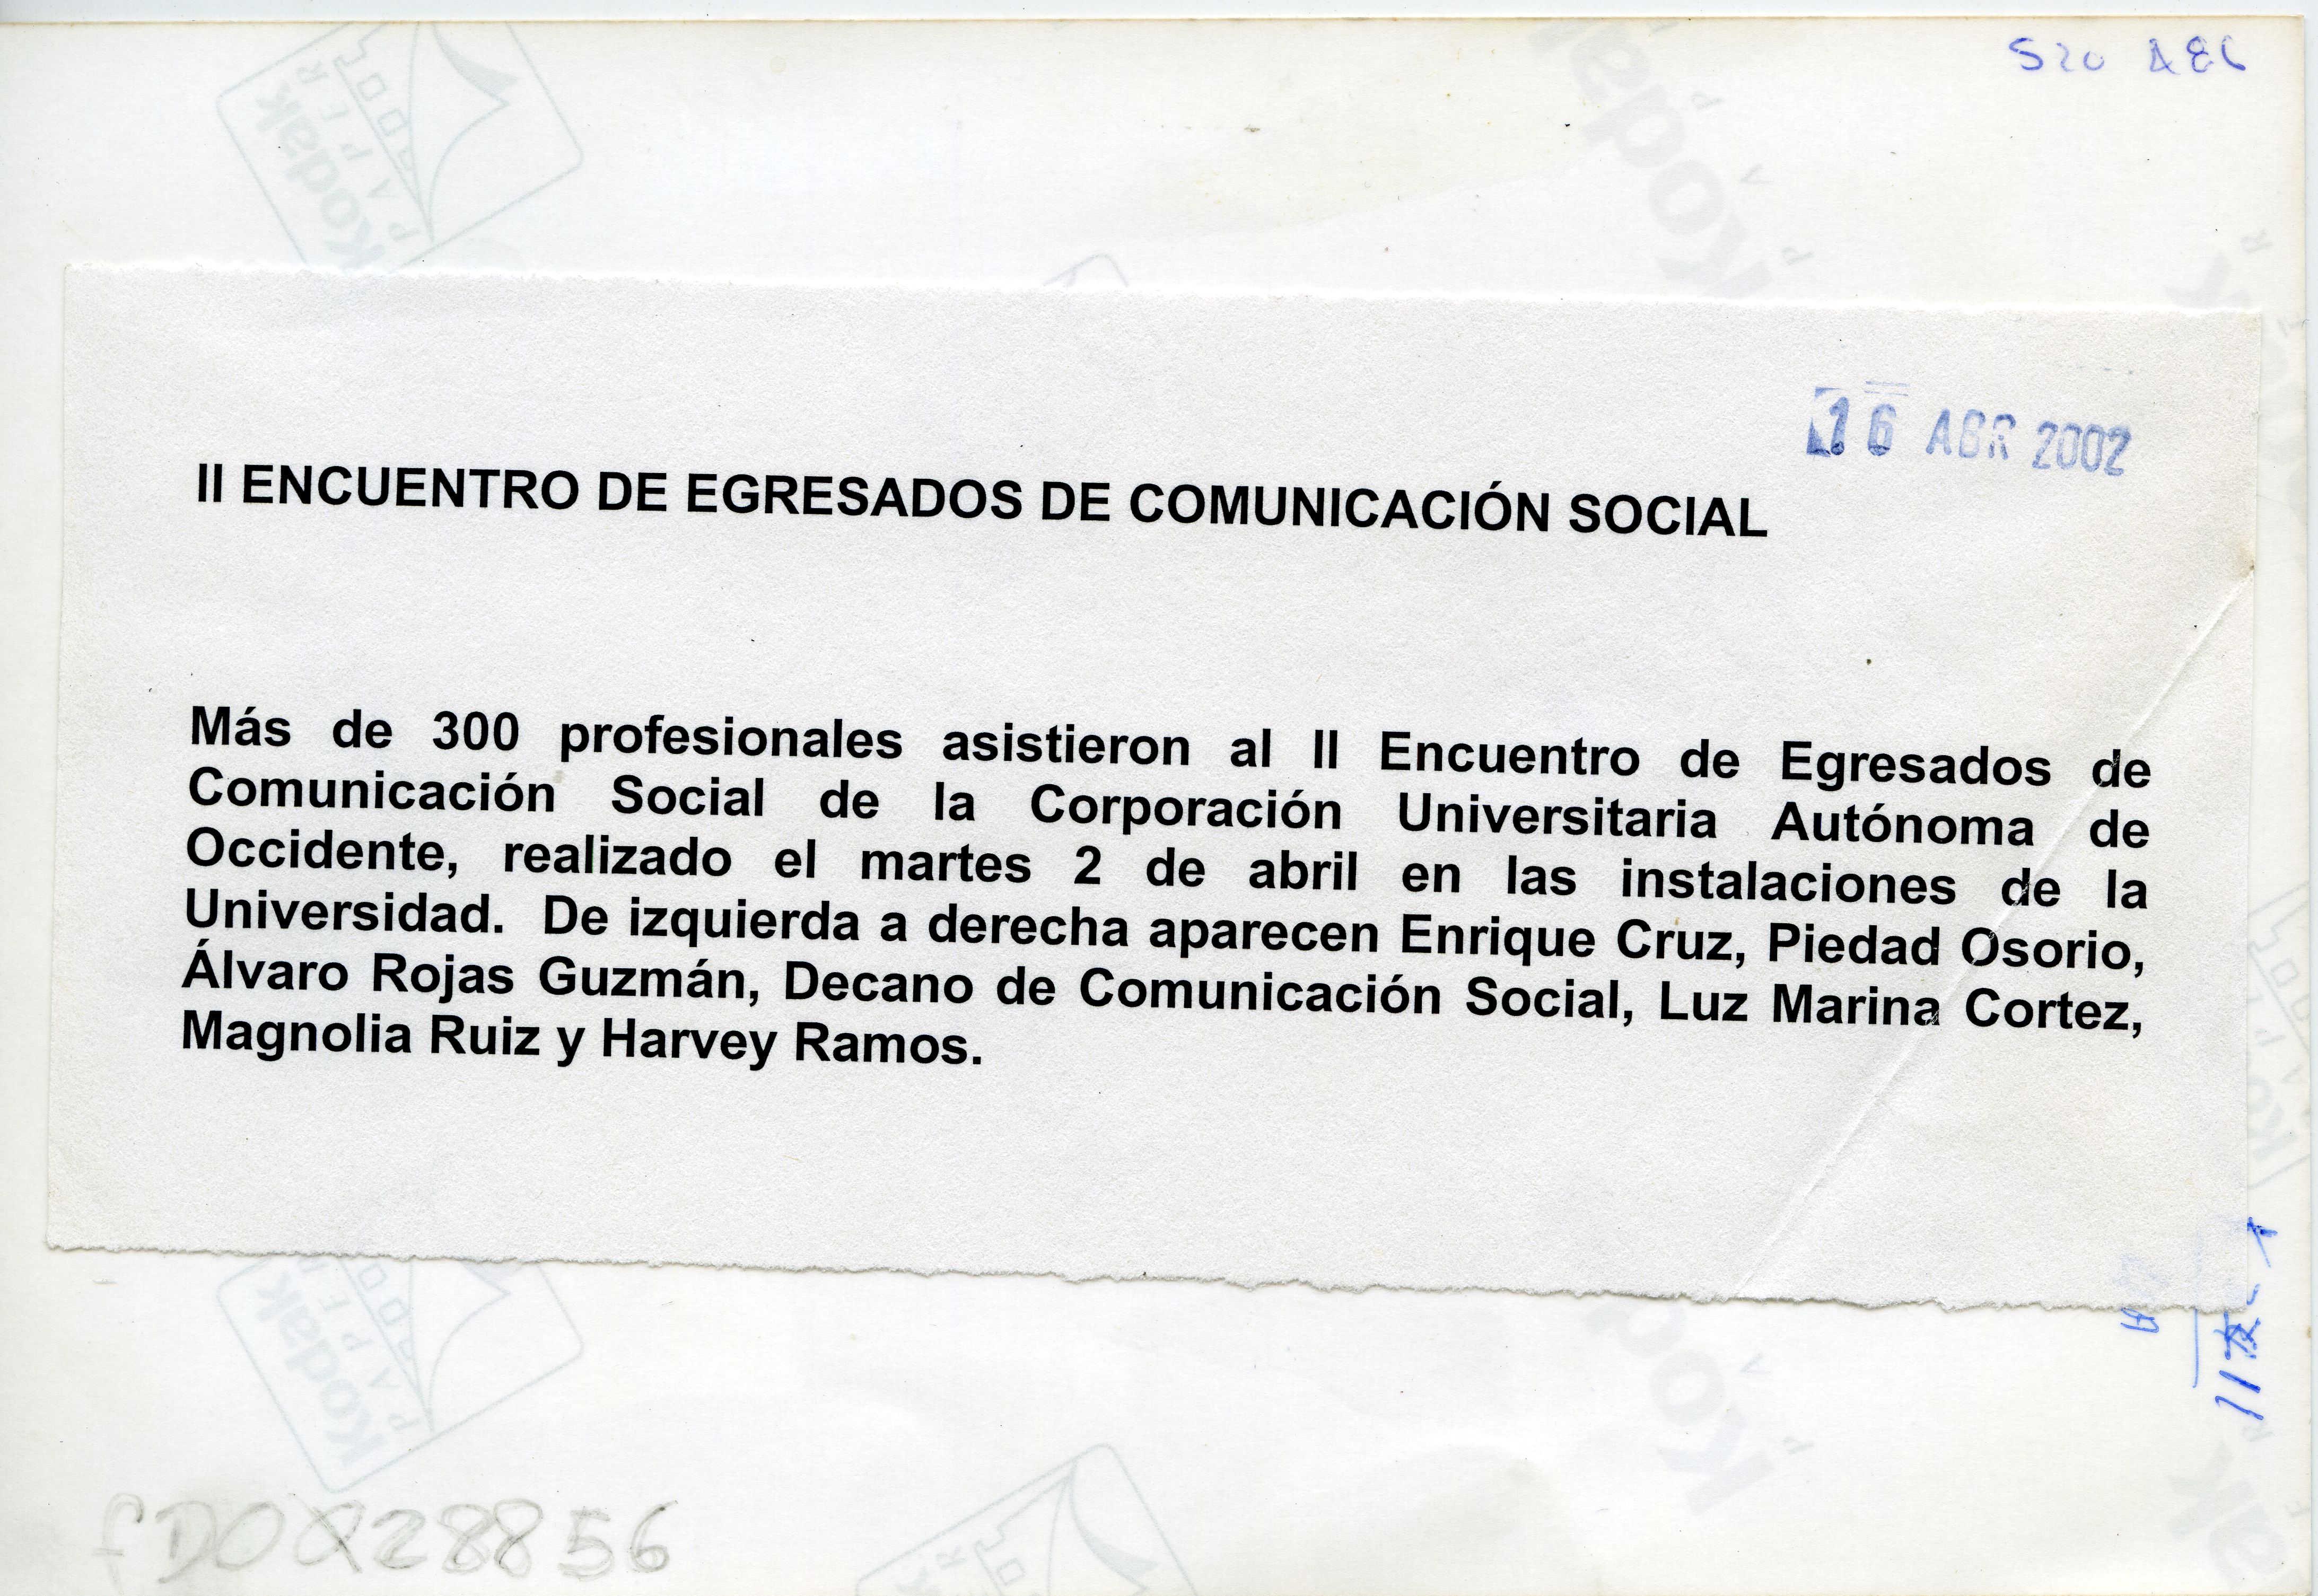 16 ABR 2002
II ENCUENTRO DE EGRESADOS DE COMUNICACIÓN SOCIAL
Más de 300 profesionales asistieron al II Encuentro de Egresados de
Comunicación Social de la Corporación Universitaria Autónoma de
Occidente, realizado el martes 2 de abril en las instalaciones de la
Universidad. De izquierda a derecha aparecen Enrique Cruz, Piedad Osorio,
Álvaro Rojas Guzmán, Decano de Comunicación Social, Luz Marina Cortez,
Magnolia Ruiz y Harvey Ramos.
Kodak
Kodak